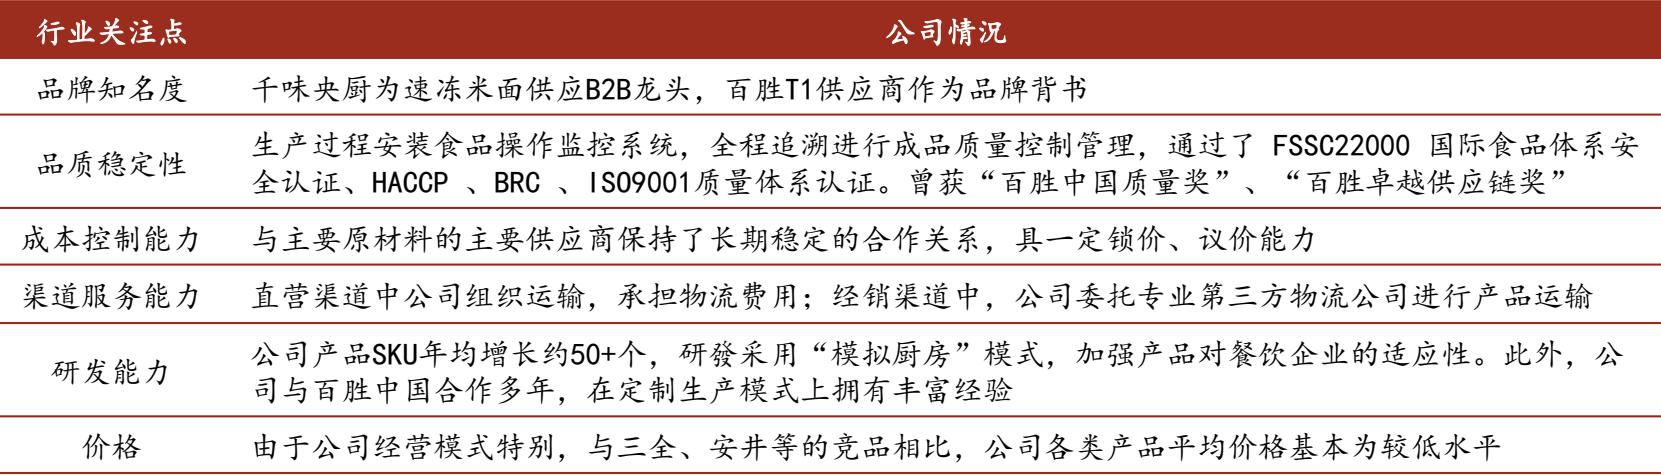 行业关注点 公司情况
品牌知名度 千味央厨为速冻米面供应B2B龙头，百胜T1供应商作为品牌背书
品质稳定性 生产过程安装食品操作监控系统，全程追溯进行成品质量控制管理，通过了 FSSC22000 国际食品体系安
全认证、HACCP 、BRC 、ISO9001质量体系认证。曾获“百胜中国质量奖”、“百胜卓越供应链奖”
成本控制能力 与主要原材料的主要供应商保持了长期稳定的合作关系，具一定锁价、议价能力
渠道服务能力 直营渠道中公司组织运输，承担物流费用；经销渠道中，公司委托专业第三方物流公司进行产品运输
研发能力 公司产品SKU年均增长约50+个，研發采用“模拟厨房”模式，加强产品对餐饮企业的适应性。此外，公
司与百胜中国合作多年，在定制生产模式上拥有丰富经验
价格 由于公司经营模式特别，与三全、安井等的竞品相比，公司各类产品平均价格基本为较低水平